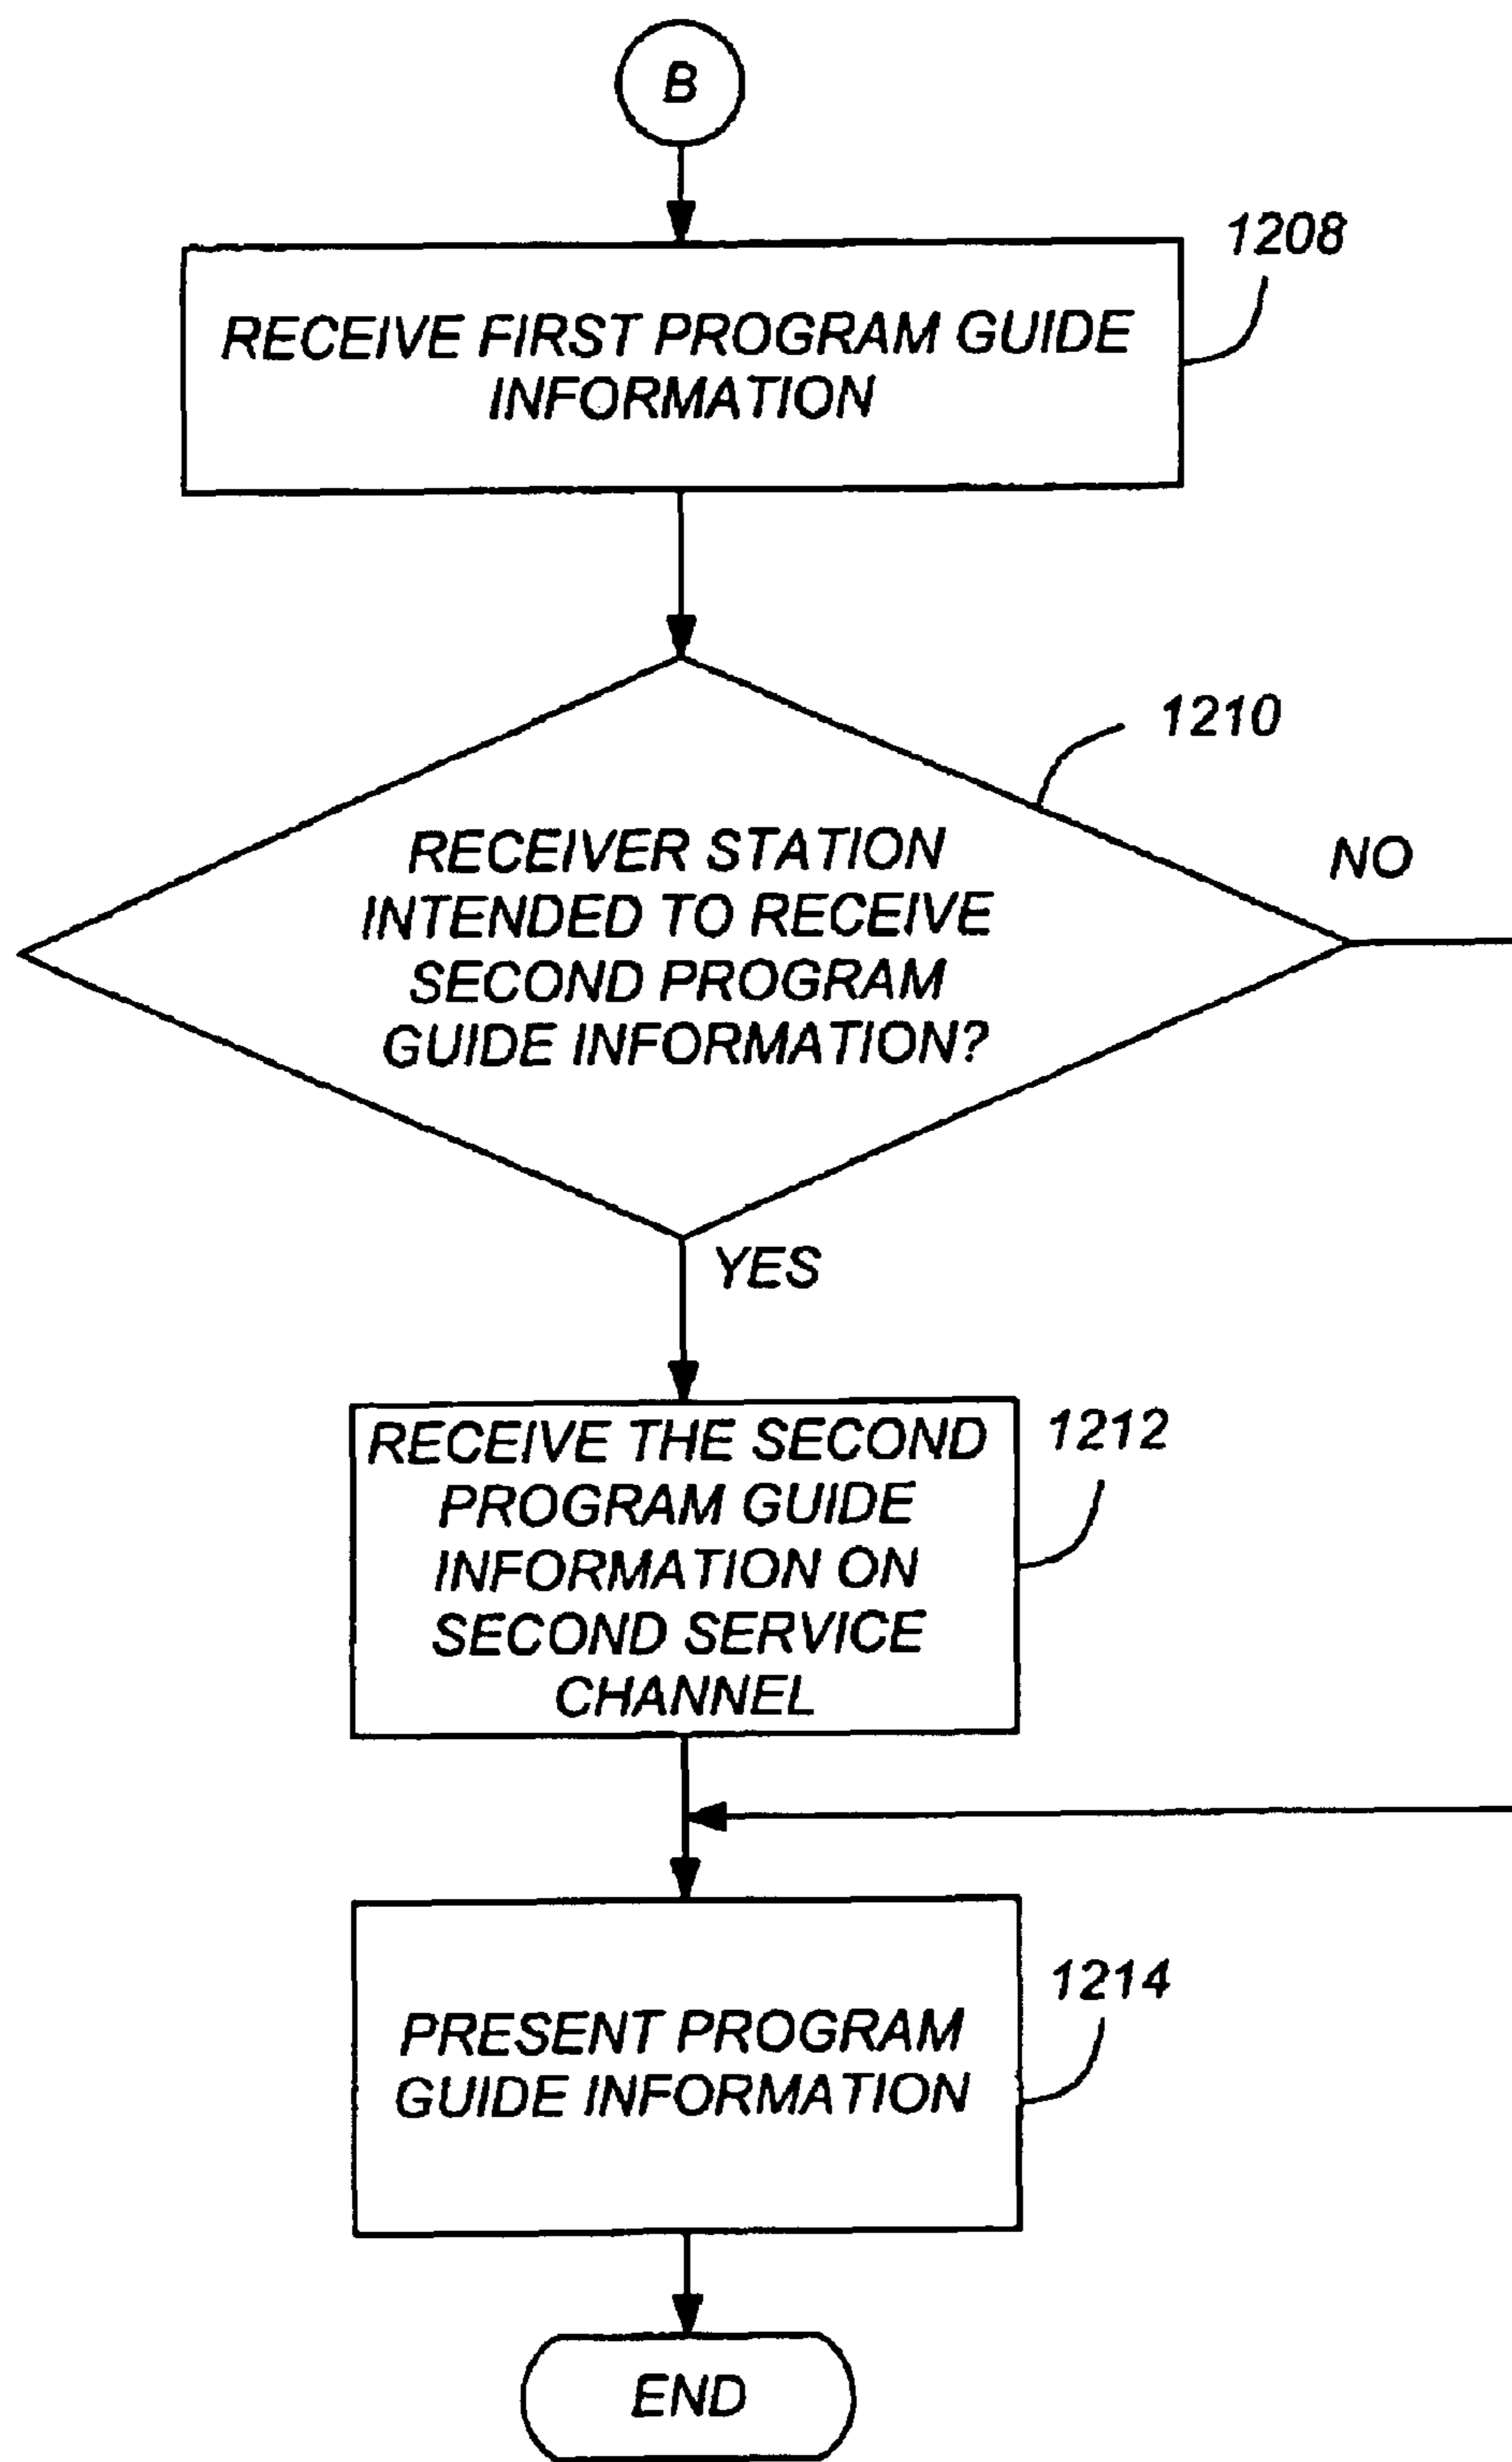 B
1208
RECEIVE FIRST PROGRAM GUIDE
INFORMATION
1210
NO
RECEIVER STATION
INTENDED TO RECEIVE
SECOND PROGRAM
GUIDE INFORMATION?
YES
1212
RECEIVE THE SECOND
PROGRAM GUIDE
INFORMATION ON
SECOND SERVICE
CHANNEL
1214
PRESENT PROGRAM
GUIDE INFORMATION
END